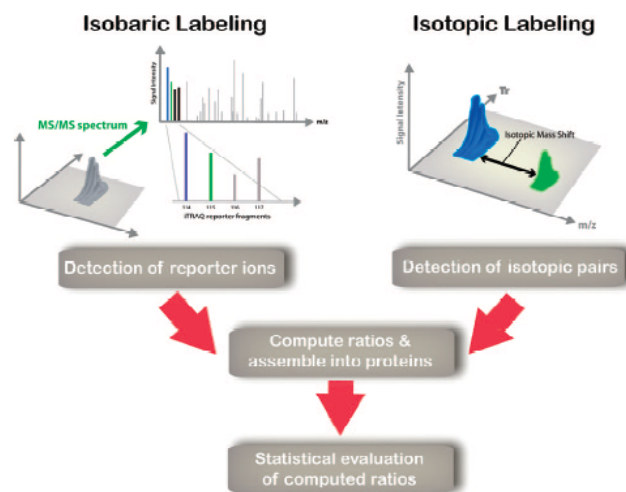 Isobaric Labeling
Isotopic Labeling
Signal Intensity
MS/MS spectrum
m/z
114 115 116 117
iTRAQ reporter fragments
Signal Intensity
Tr
Isotopic Mass Shift
m/z
Detection of reporter ions
Detection of isotopic pairs
Compute ratios &
assemble into proteins
Statistical evaluation
of computed ratios